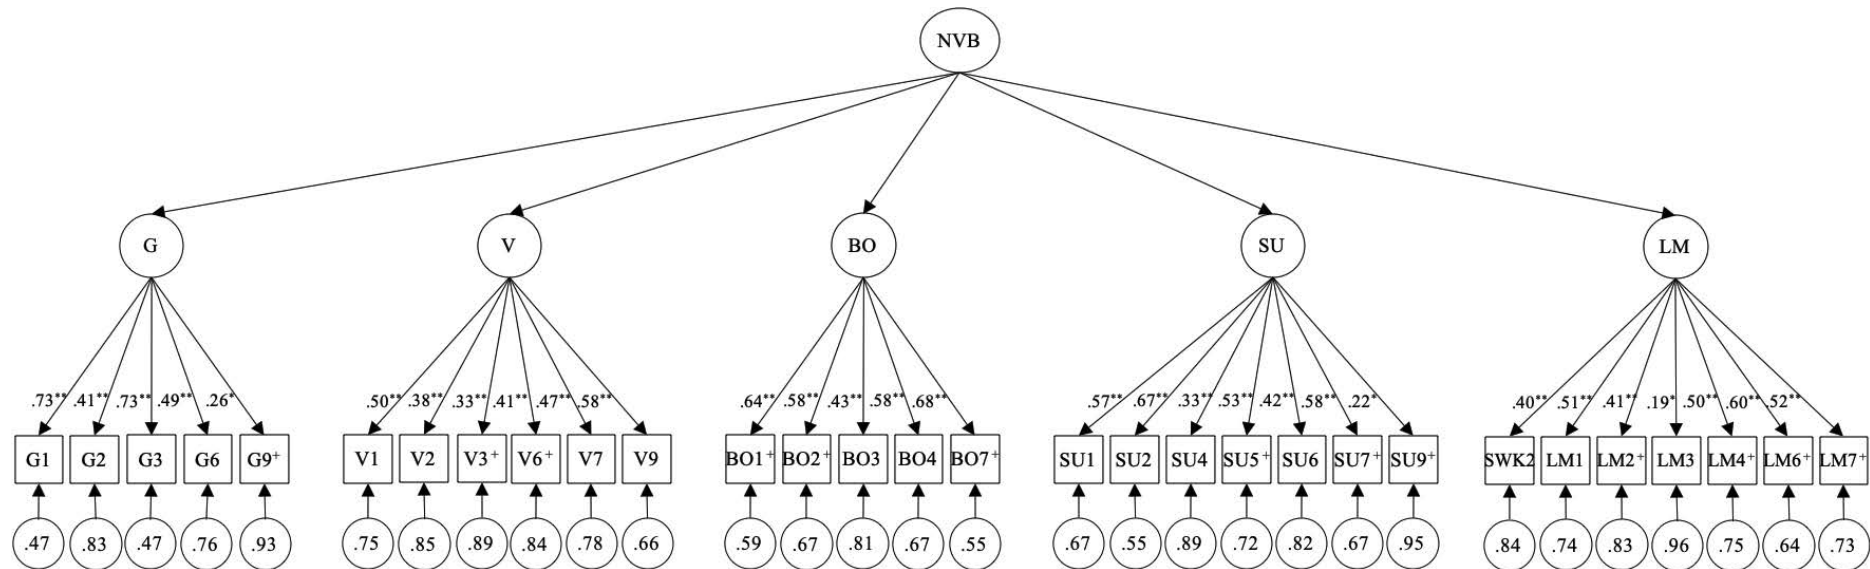 NVB
G V BO SU LM
.73** .41** .73** .49** .26* .50** .38** .33** .41** .47** .58** .64** .58** .43** .58** .68** .57** .67** .33** .53** .42** .58** .22* .40** .51** .41** .19* .50** .60** .52**
G1 G2 G3 G6 G9+ V1 V2 V3+ V6+ V7 V9 BO1+ BO2+ BO3 BO4 BO7+ SU1 SU2 SU4 SU5+ SU6 SU7+ SU9+ SWK2 LM1 LM2+ LM3 LM4+ LM6+ LM7+
.47 .83 .47 .76 .93 .75 .85 .89 .84 .78 .66 .59 .67 .81 .67 .55 .67 .55 .89 .72 .82 .67 .95 .84 .74 .83 .96 .75 .64 .73